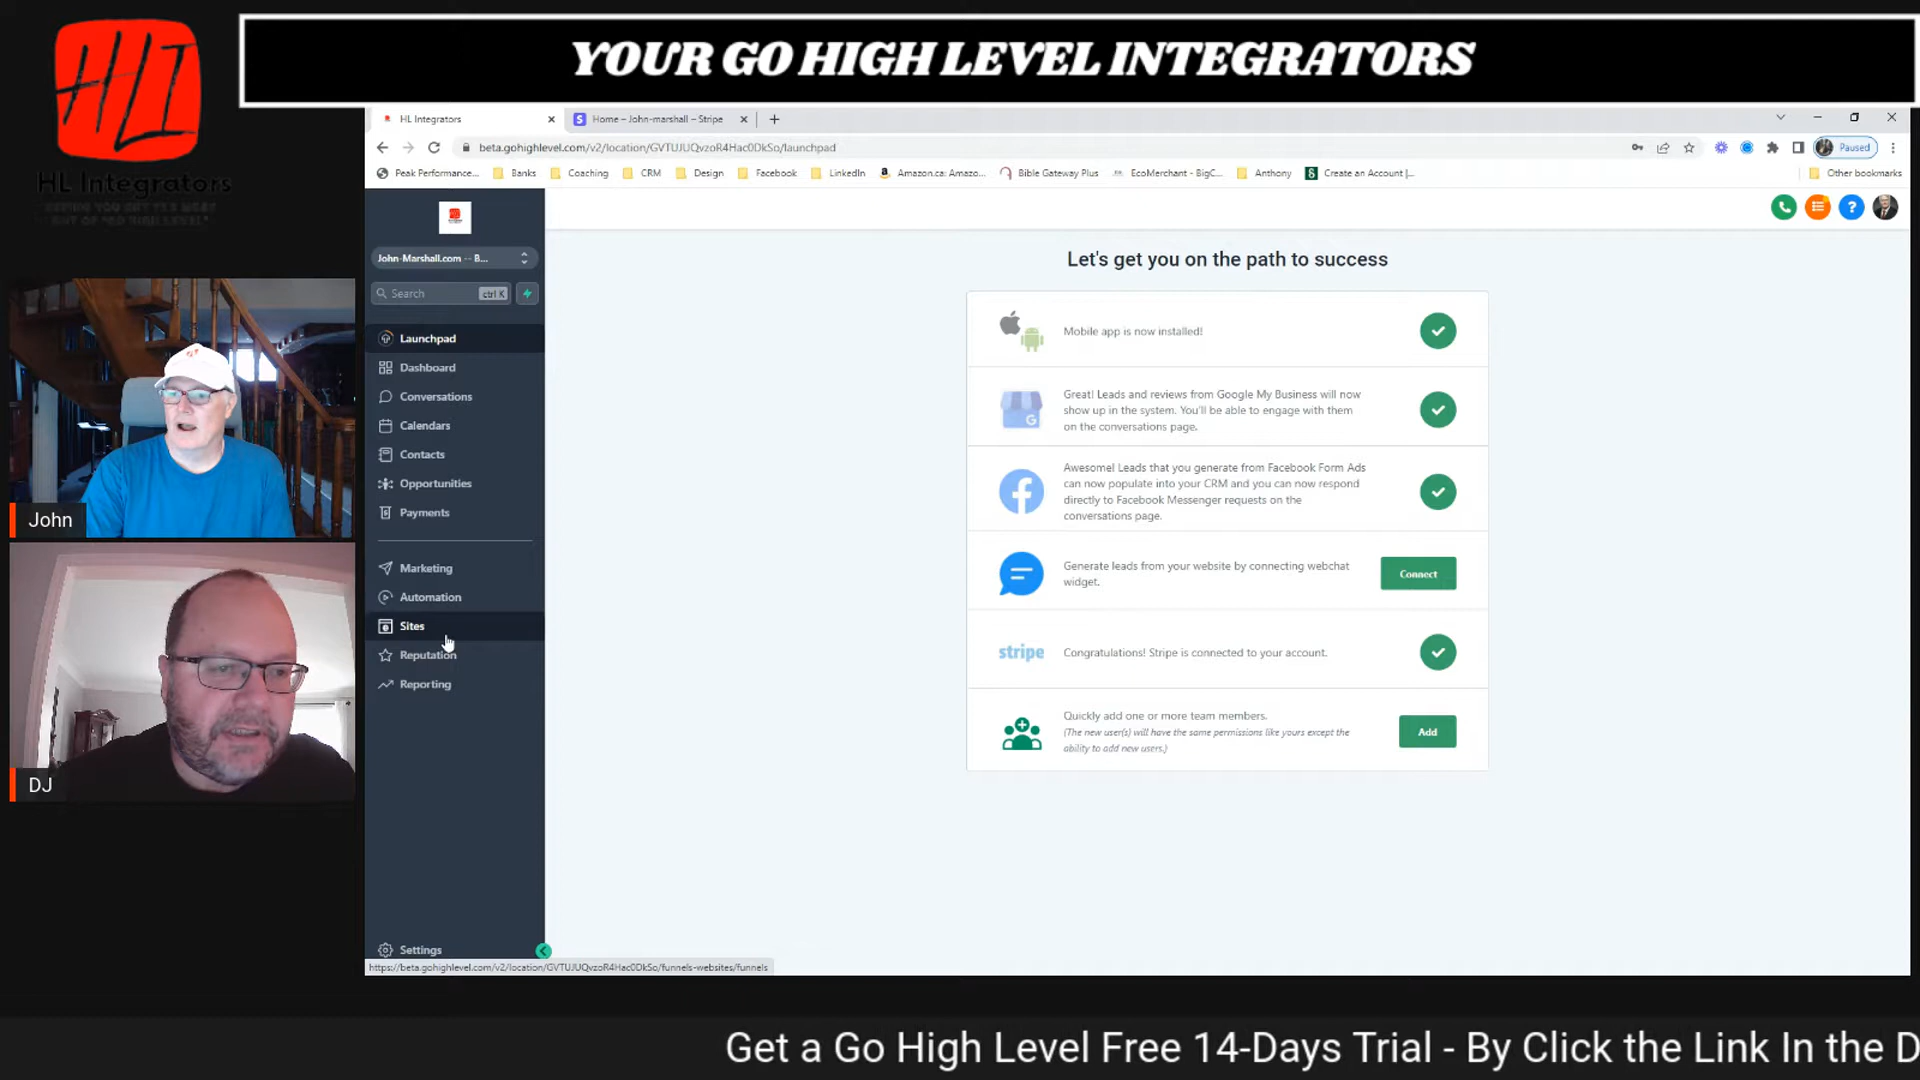 YOUR GO HIGH LEVEL INTEGRATORS
HLI
HL Integrators
HL Integrators
Home – John-marshall – Stripe
beta.gohighlevel.com/v2/location/GVTUJUQvzoR4Hac0DkSo/launchpad
Paused
Peak Performance...
Banks
Coaching
CRM
Design
Facebook
LinkedIn
Amazon.ca: Amazo...
Bible Gateway Plus
EcoMerchant - BigC...
Anthony
Create an Account |...
Other bookmarks
John-Marshall.com -- B...
Search
ctrl K
Launchpad
Dashboard
Conversations
Calendars
Contacts
Opportunities
Payments
Marketing
Automation
Sites
Reputation
Reporting
Settings
https://beta.gohighlevel.com/v2/location/GVTUJUQvzoR4Hac0DkSo/funnels-websites/funnels
Let's get you on the path to success
Mobile app is now installed!
Great! Leads and reviews from Google My Business will now
show up in the system. You'll be able to engage with them
on the conversations page.
Awesome! Leads that you generate from Facebook Form Ads
can now populate into your CRM and you can now respond
directly to Facebook Messenger requests on the
conversations page.
Generate leads from your website by connecting webchat
widget.
Connect
stripe
Congratulations! Stripe is connected to your account.
Quickly add one or more team members.
(The new user(s) will have the same permissions like yours except the
ability to add new users.)
Add
John
DJ
Get a Go High Level Free 14-Days Trial - By Click the Link In the D